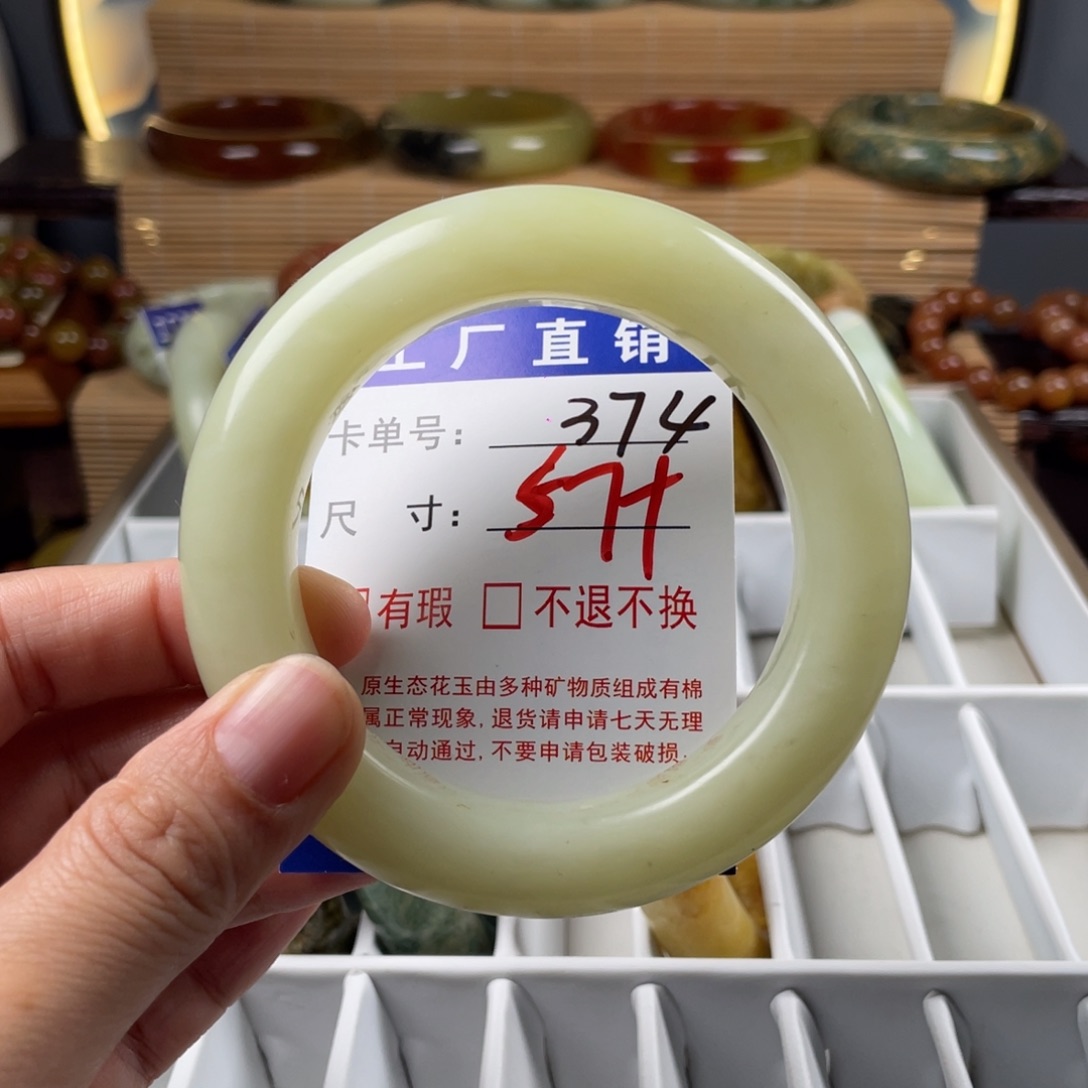 工厂直销
卡单号: 374
尺 寸: 57H
有瑕 □不退不换
原生态花玉由多种矿物质组成有棉
属正常现象,退货请申请七天无理
自动通过,不要申请包装破损.